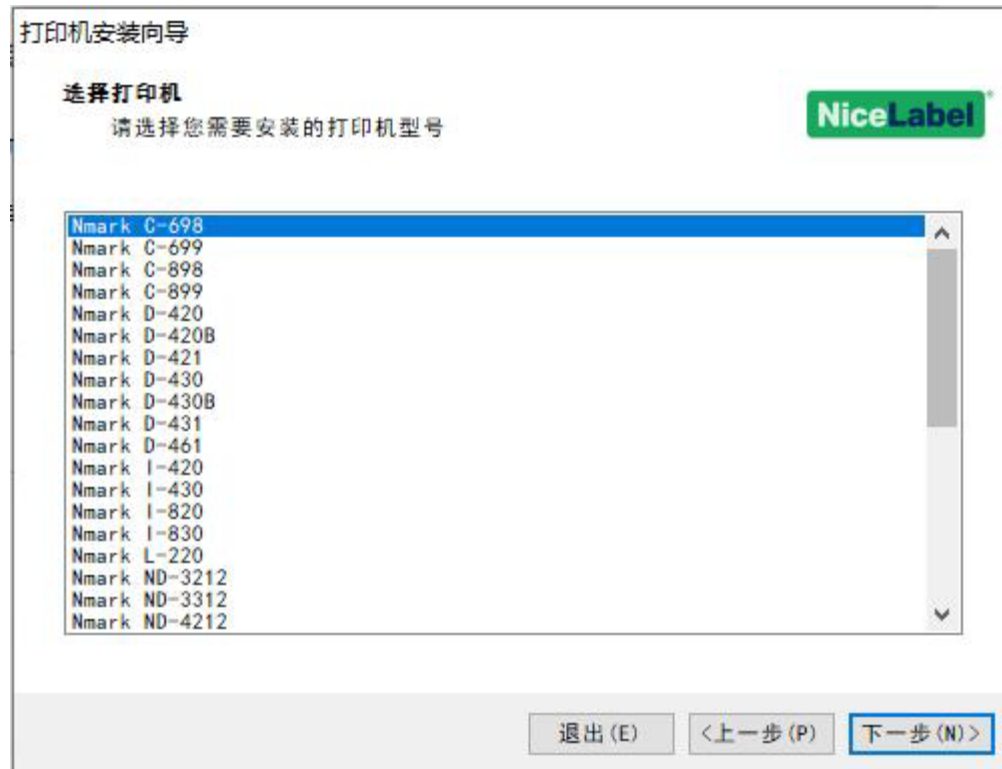 打印机安装向导
选择打印机
请选择您需要安装的打印机型号
NiceLabel
Nmark C-698
Nmark C-699
Nmark C-898
Nmark C-899
Nmark D-420
Nmark D-420B
Nmark D-421
Nmark D-430
Nmark D-430B
Nmark D-431
Nmark D-461
Nmark I-420
Nmark I-430
Nmark I-820
Nmark I-830
Nmark L-220
Nmark ND-3212
Nmark ND-3312
Nmark ND-4212
退出(E) <上一步(P) 下一步(N)>